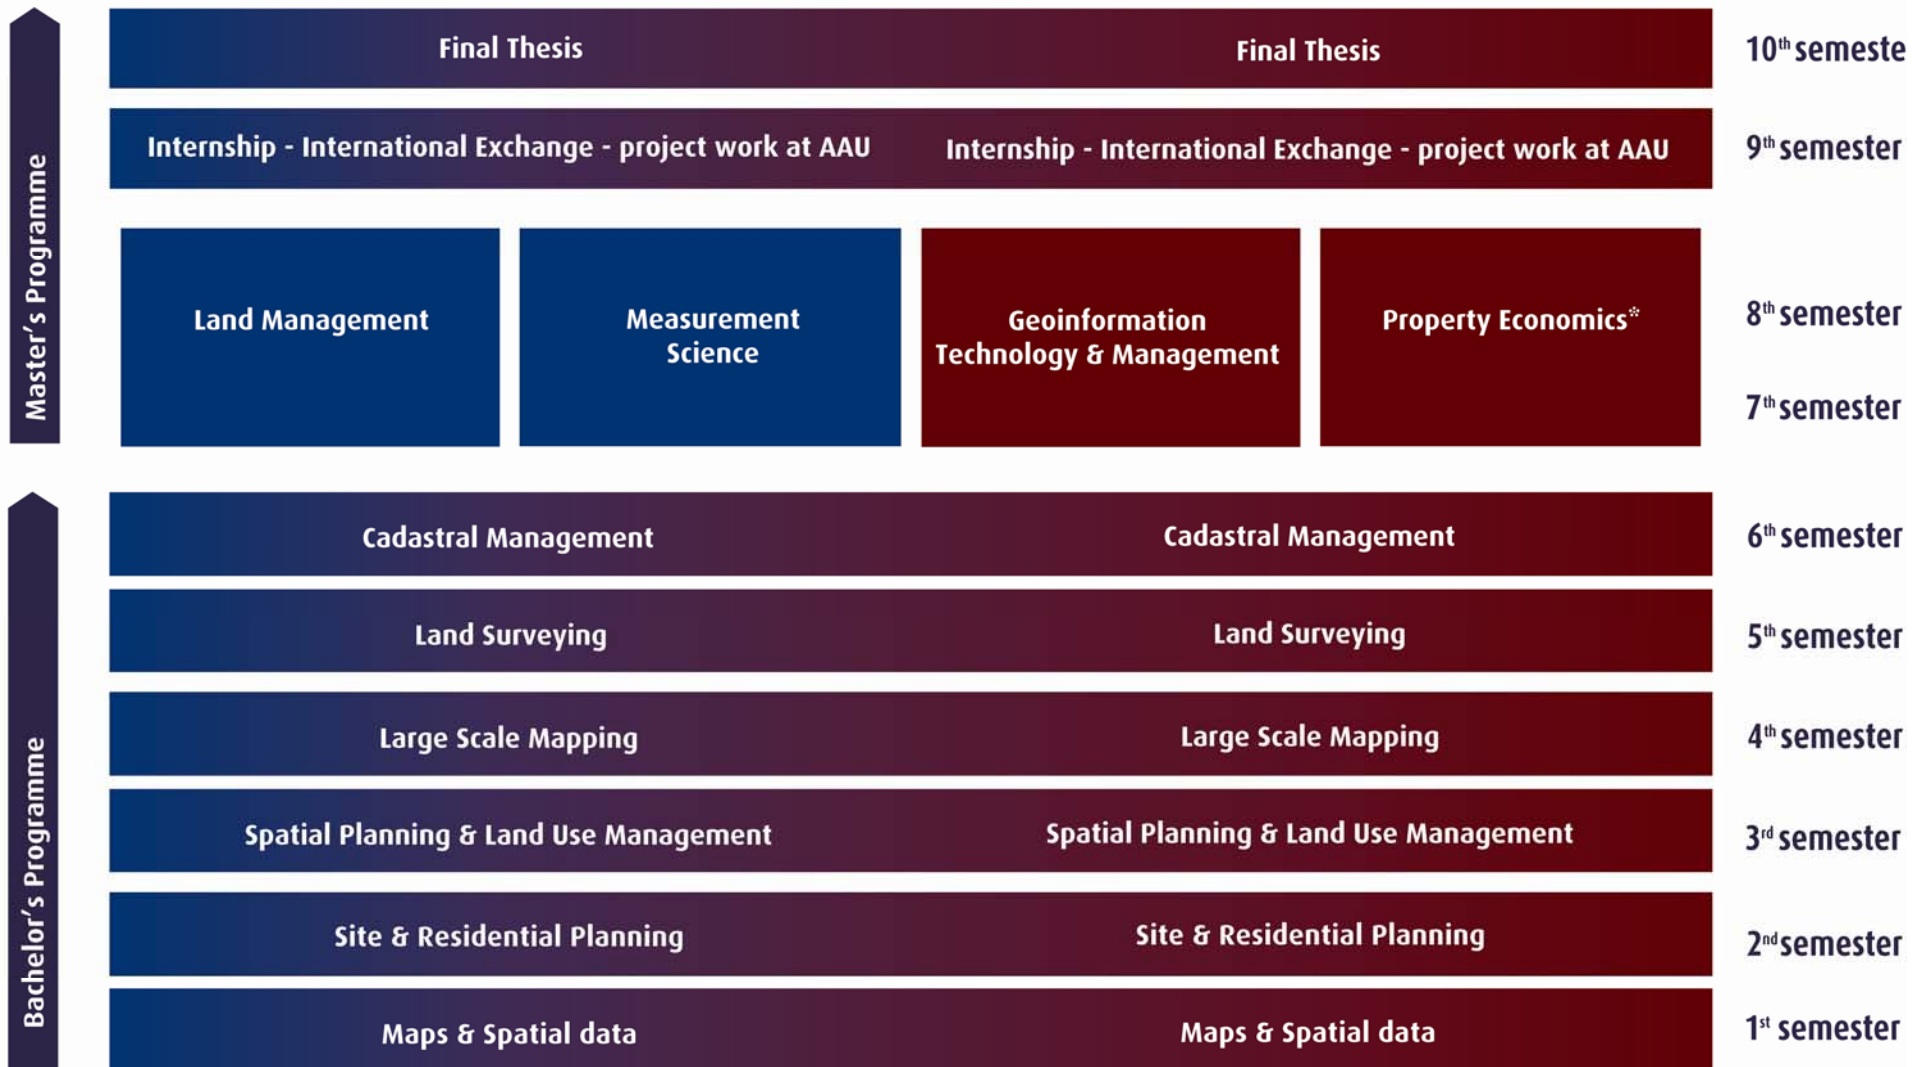 Final Thesis
Final Thesis
10th semeste
Internship - International Exchange - project work at AAU
Internship - International Exchange - project work at AAU
9th semester
Master's Programme
Land Management
Measurement
Science
Geoinformation
Technology & Management
Property Economics*
8th semester
7th semester
Cadastral Management
Cadastral Management
6th semester
Land Surveying
Land Surveying
5th semester
Large Scale Mapping
Large Scale Mapping
4th semester
Spatial Planning & Land Use Management
Spatial Planning & Land Use Management
3rd semester
Bachelor's Programme
Site & Residential Planning
Site & Residential Planning
2nd semester
Maps & Spatial data
Maps & Spatial data
1st semester